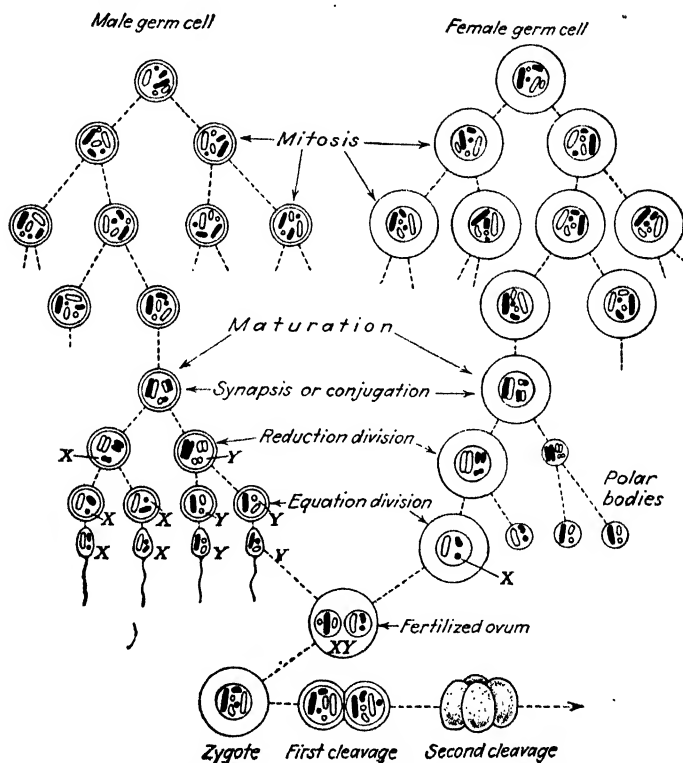 Male germ cell
Female germ cell
Mitosis
Maturation
Synapsis or conjugation
Reduction division
X
Y
Polar
bodies
Equation division
X
X
Y
Y
X
X
Y
Y
X
Fertilized ovum
XY
Zygote
First cleavage
Second cleavage